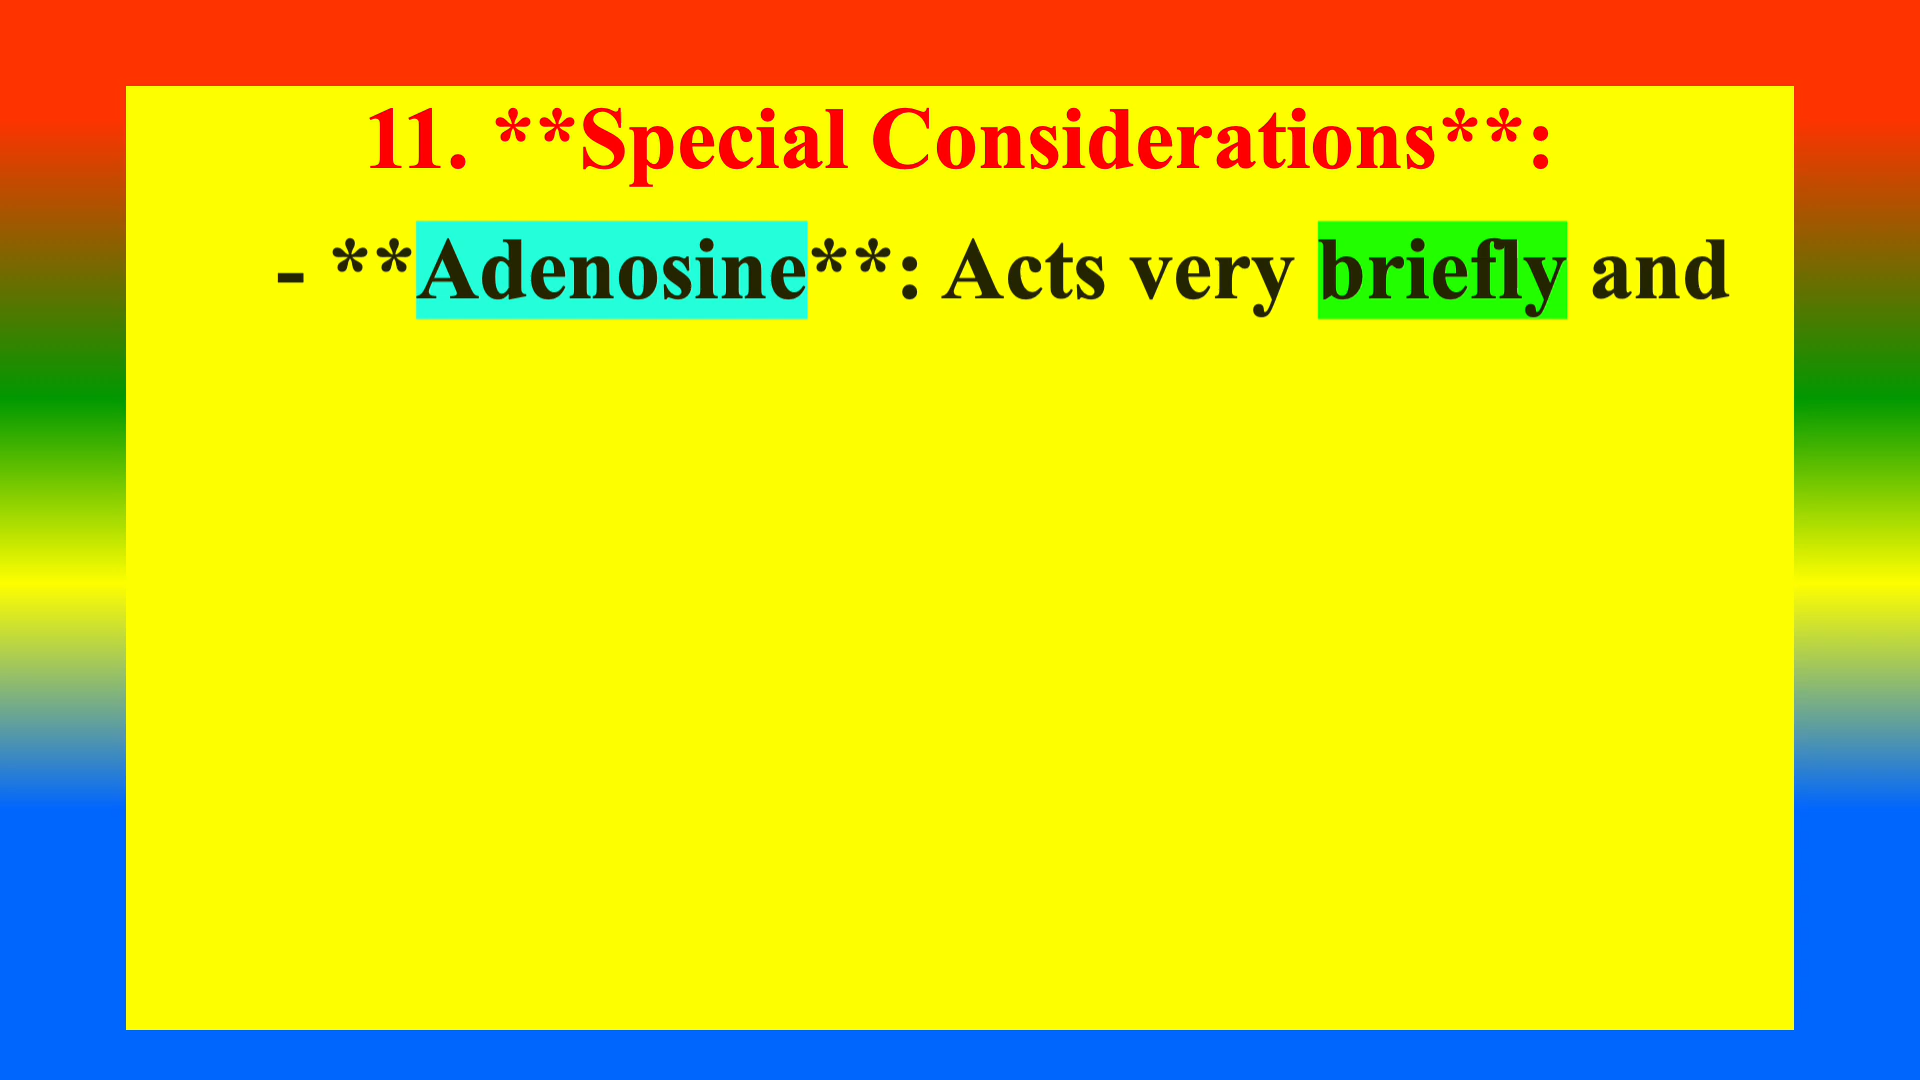 11. **Special Considerations**:
- **Adenosine**: Acts very briefly and